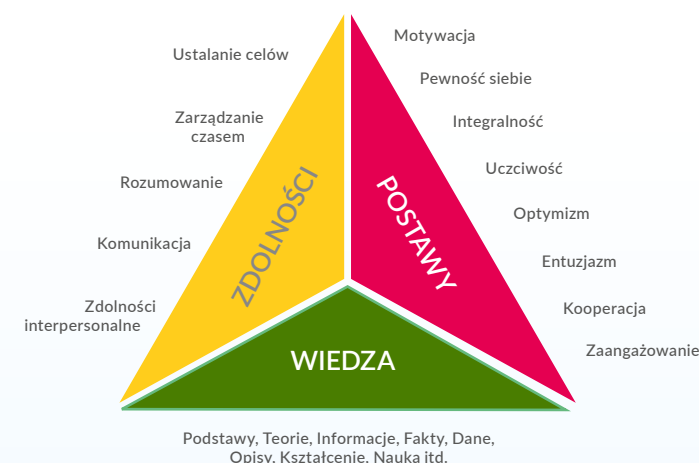 Ustalanie celów
Zarządzanie
czasem
Rozumowanie
Komunikacja
Zdolności
interpersonalne
ZDOLNOŚCI
POSTAWY
Motywacja
Pewność siebie
Integralność
Uczciwość
Optymizm
Entuzjazm
Kooperacja
Zaangażowanie
WIEDZA
Podstawy, Teorie, Informacje, Fakty, Dane,
Opisy, Kształcenie, Nauka itd.